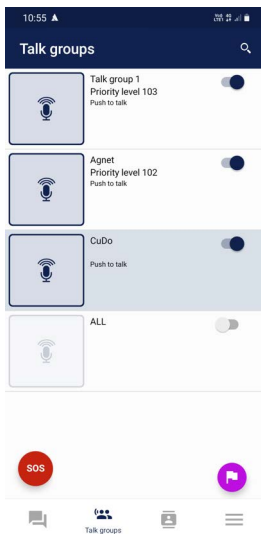 10:55
Talk groups
Talk group 1
Priority level 103
Push to talk
Agnet
Priority level 102
Push to talk
CuDo
Push to talk
ALL
SOS
Talk groups